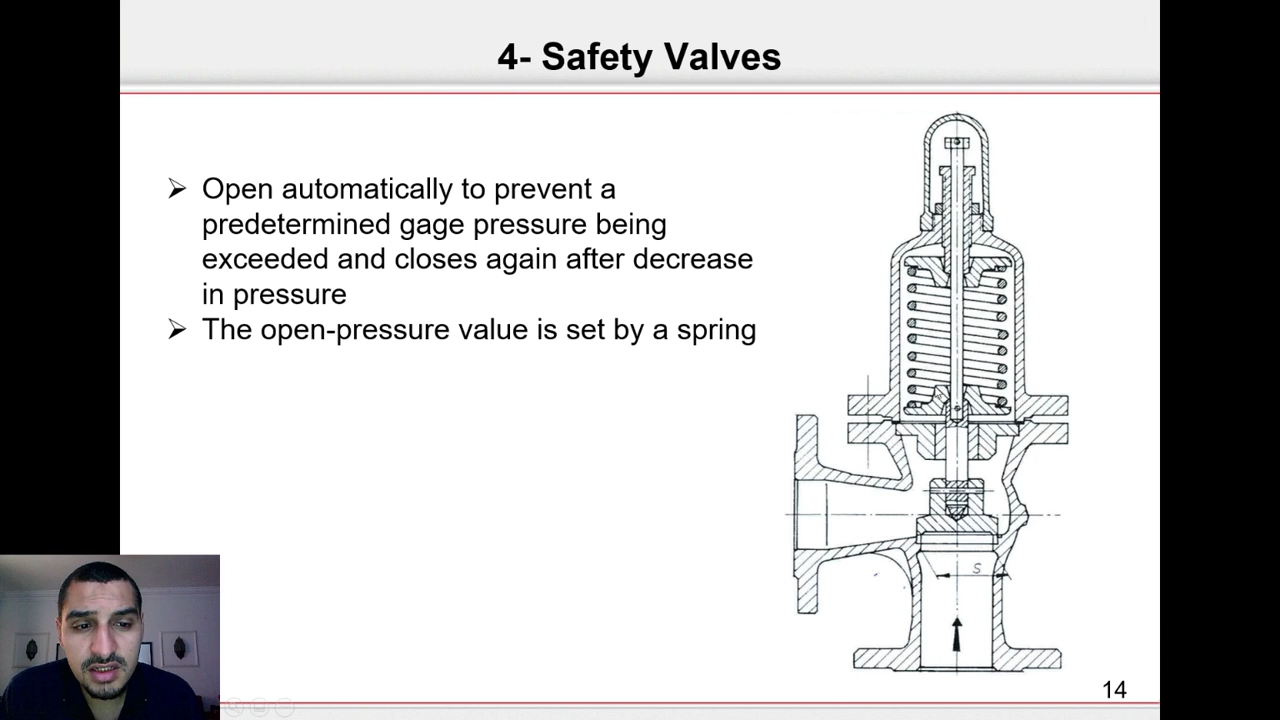 4- Safety Valves
➢ Open automatically to prevent a
predetermined gage pressure being
exceeded and closes again after decrease
in pressure
➢ The open-pressure value is set by a spring
S
14